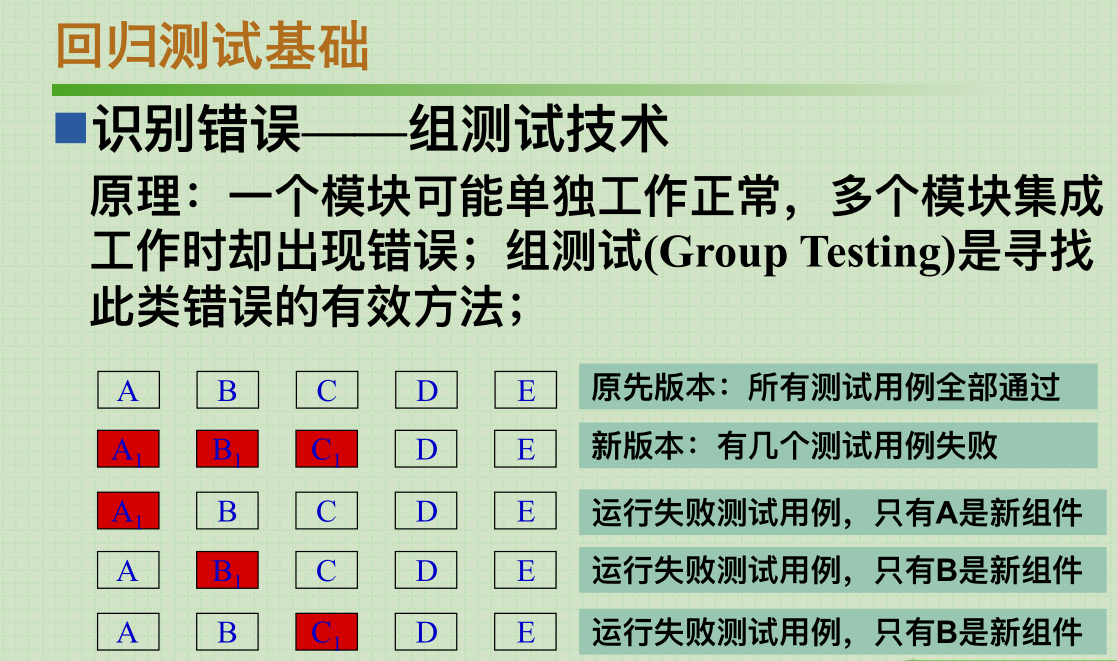 回归测试基础
识别错误——组测试技术
原理：一个模块可能单独工作正常，多个模块集成
工作时却出现错误；组测试(Group Testing)是寻找
此类错误的有效方法；
A B C D E 原先版本：所有测试用例全部通过
A₁ B₁ C₁ D E 新版本：有几个测试用例失败
A₁ B C D E 运行失败测试用例，只有A是新组件
A B₁ C D E 运行失败测试用例，只有B是新组件
A B C₁ D E 运行失败测试用例，只有B是新组件